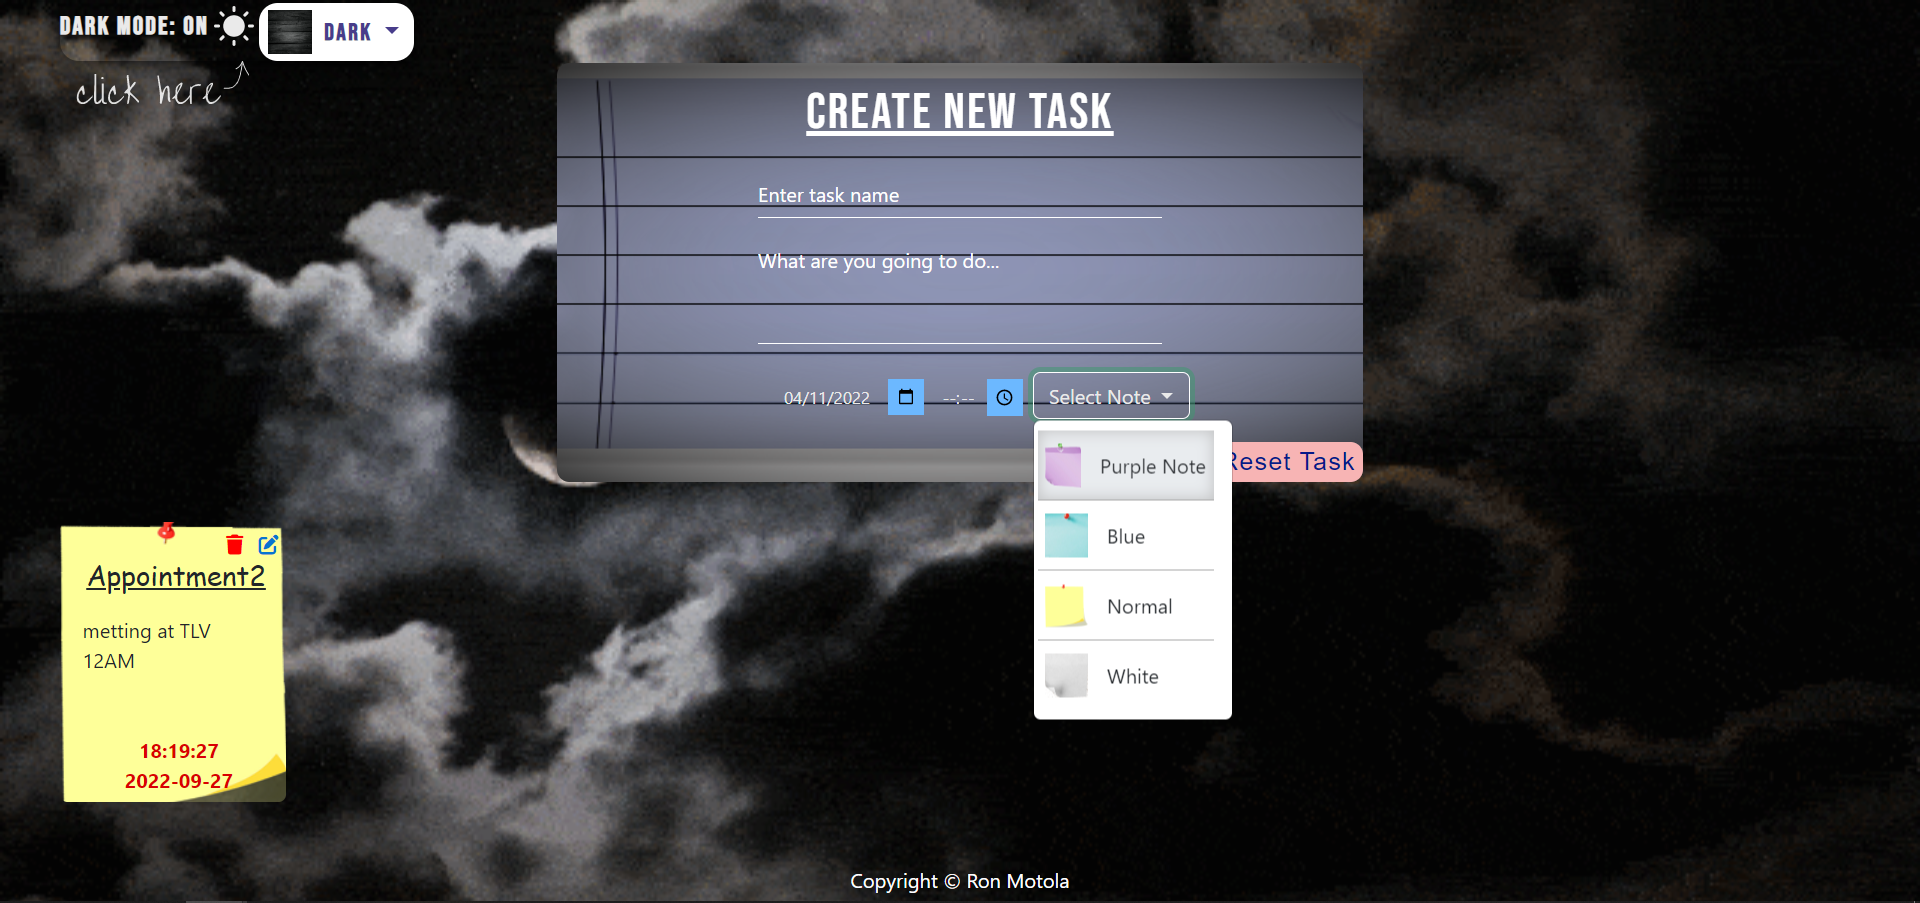 DARK MODE: ON
DARK
click here
CREATE NEW TASK
Enter task name
What are you going to do...
04/11/2022
--:--
Select Note
Purple Note
Blue
Normal
White
Reset Task
Appointment2
metting at TLV
12AM
18:19:27
2022-09-27
Copyright © Ron Motola